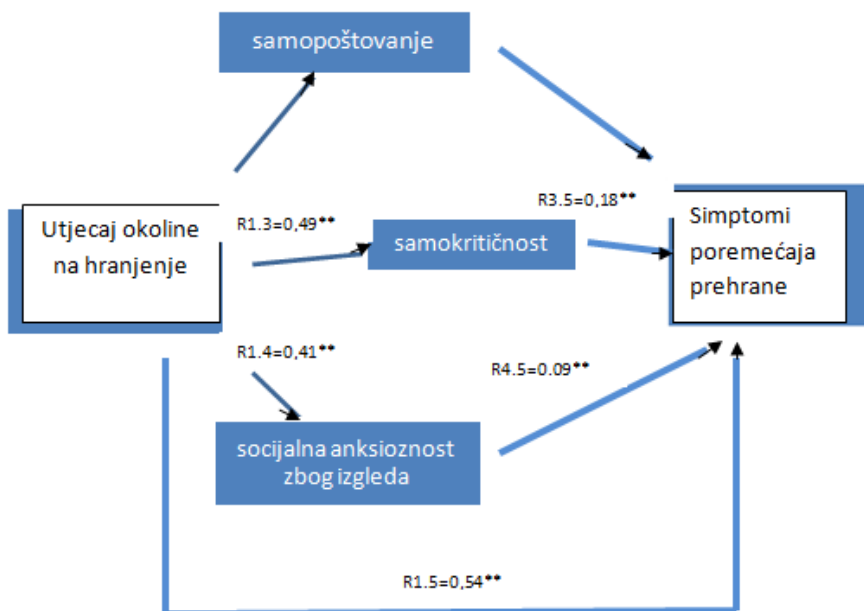 samopoštovanje
R3.5=0,18**
Utjecaj okoline
na hranjenje
R1.3=0,49**
samokritičnost
Simptomi
poremećaja
prehrane
R1.4=0,41**
R4.5=0.09**
socijalna anksioznost
zbog izgleda
R1.5=0,54**